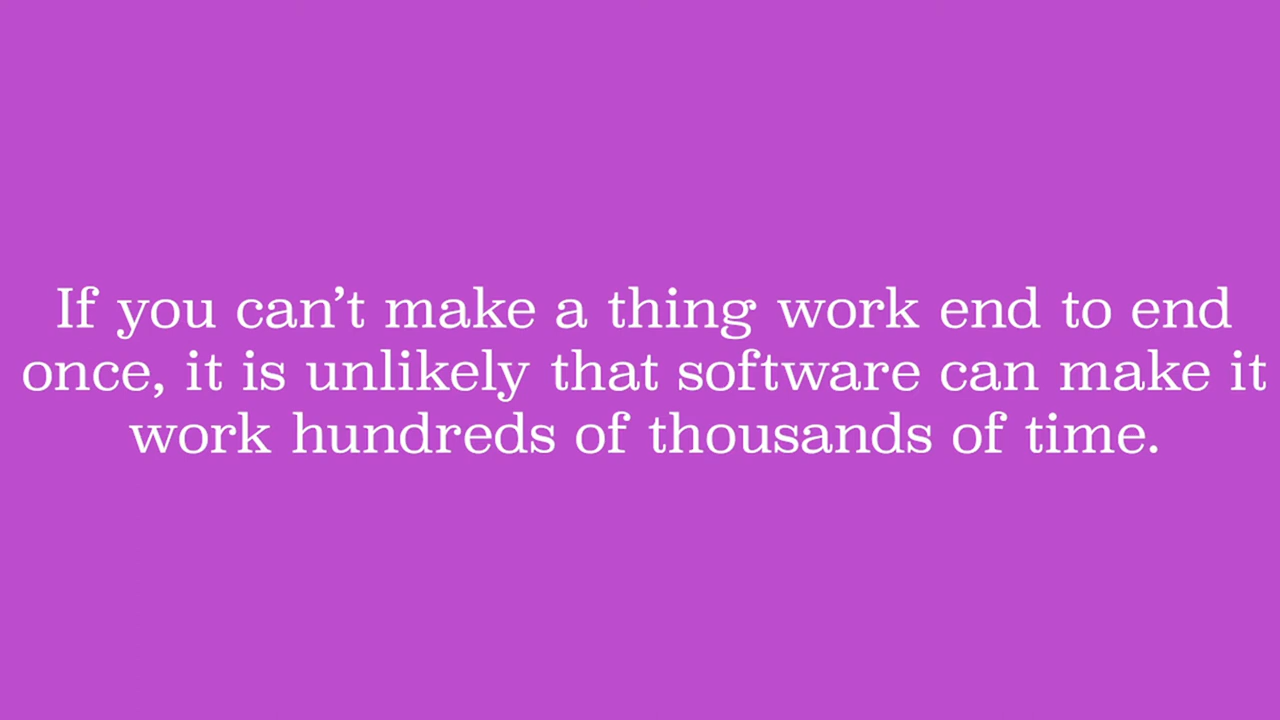 If you can’t make a thing work end to end
once, it is unlikely that software can make it
work hundreds of thousands of time.